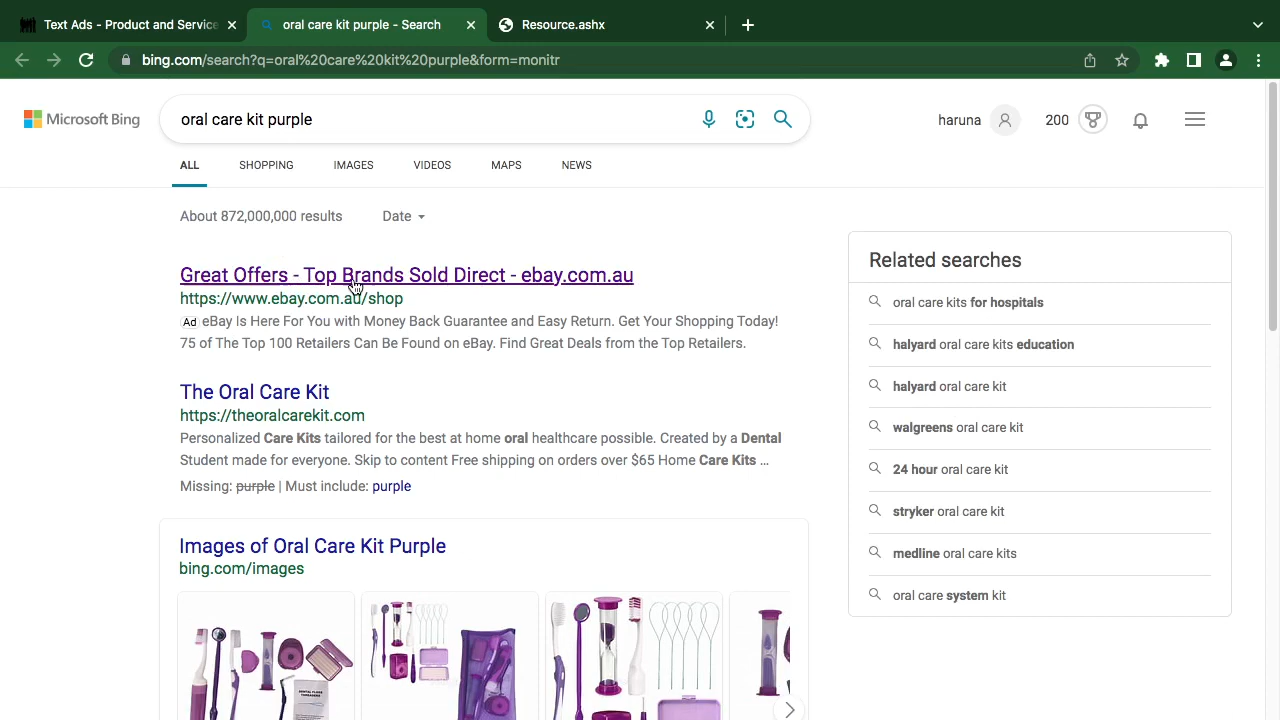 Text Ads - Product and Service
oral care kit purple - Search
Resource.ashx
bing.com/search?q=oral%20care%20kit%20purple&form=monitr
Microsoft Bing
oral care kit purple
haruna
200
ALL
SHOPPING
IMAGES
VIDEOS
MAPS
NEWS
About 872,000,000 results
Date
Great Offers - Top Brands Sold Direct - ebay.com.au
https://www.ebay.com.au/shop
Ad eBay Is Here For You with Money Back Guarantee and Easy Return. Get Your Shopping Today!
75 of The Top 100 Retailers Can Be Found on eBay. Find Great Deals from the Top Retailers.
The Oral Care Kit
https://theoralcarekit.com
Personalized Care Kits tailored for the best at home oral healthcare possible. Created by a Dental
Student made for everyone. Skip to content Free shipping on orders over $65 Home Care Kits ...
Missing: purple | Must include: purple
Images of Oral Care Kit Purple
bing.com/images
Related searches
oral care kits for hospitals
halyard oral care kits education
halyard oral care kit
walgreens oral care kit
24 hour oral care kit
stryker oral care kit
medline oral care kits
oral care system kit